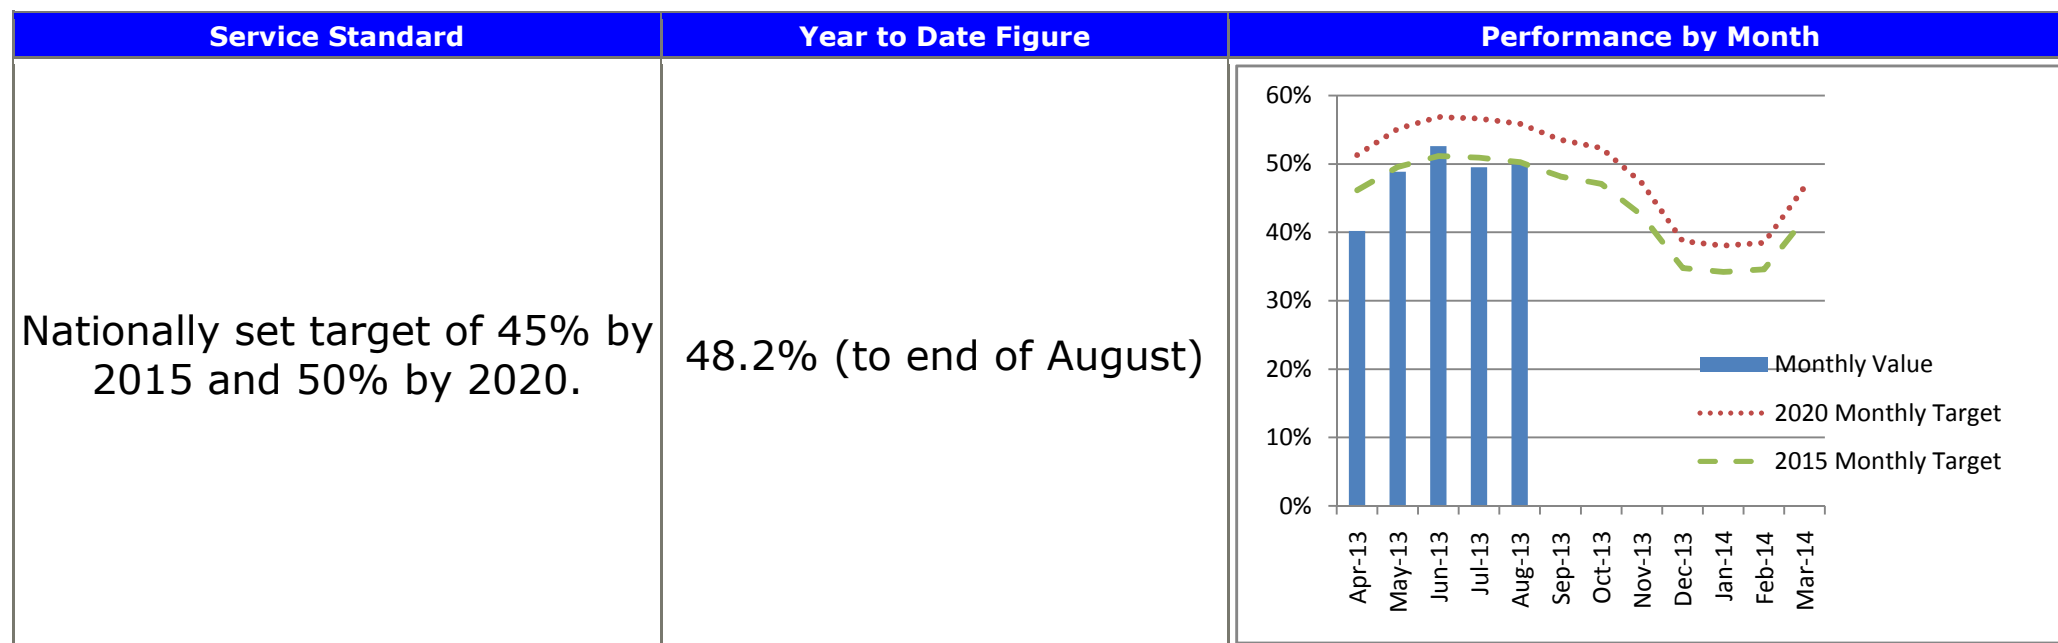 Service Standard
Year to Date Figure
Performance by Month
Nationally set target of 45% by
2015 and 50% by 2020.
48.2% (to end of August)
60%
50%
40%
30%
20%
10%
0%
Monthly Value
2020 Monthly Target
2015 Monthly Target
Apr-13
May-13
Jun-13
Jul-13
Aug-13
Sep-13
Oct-13
Nov-13
Dec-13
Jan-14
Feb-14
Mar-14